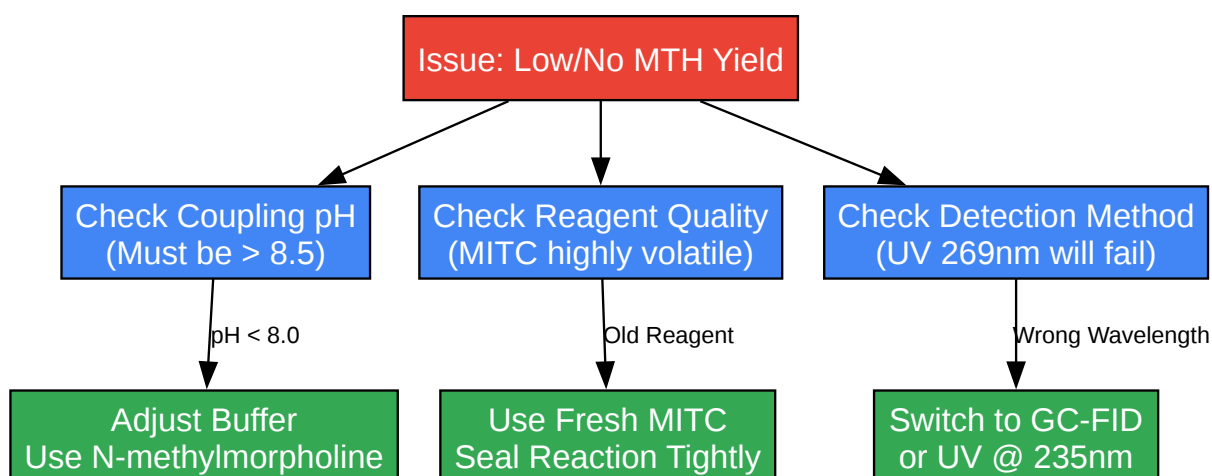 Issue: Low/No MTH Yield
Check Coupling pH
(Must be > 8.5)
Check Reagent Quality
(MITC highly volatile)
Check Detection Method
(UV 269nm will fail)
pH < 8.0
Old Reagent
Wrong Wavelength
Adjust Buffer
Use N-methylmorpholine
Use Fresh MITC
Seal Reaction Tightly
Switch to GC-FID
or UV @ 235nm